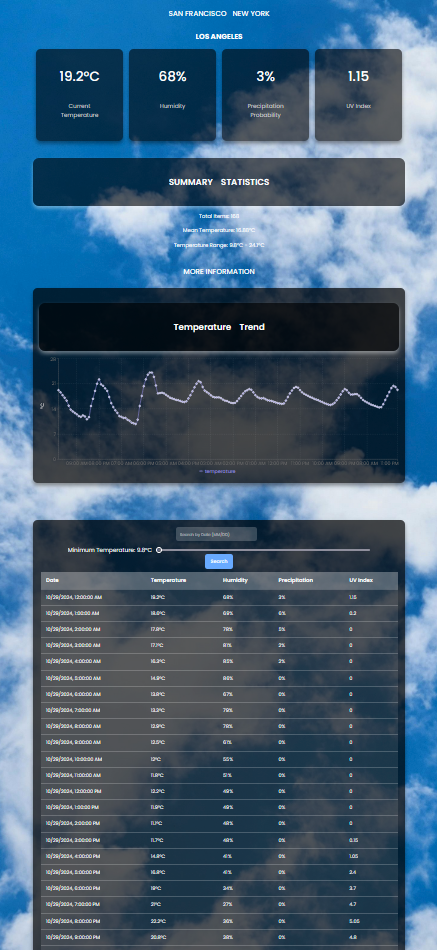 SAN FRANCISCO NEW YORK
LOS ANGELES
19.2°C 68% 3% 1.15
Current Temperature Humidity Precipitation Probability UV Index
SUMMARY STATISTICS
Total Items: 168
Mean Temperature:
Temperature Range: 9.8°C - 24.1°C
MORE INFORMATION
Temperature Trend
temperature
Search by Date (MM/DD)
Minimum Temperature: 9.8°C
Search
Date Temperature Humidity Precipitation UV Index
10/29/2024, 12:00:00 AM 19.2°C 68% 3% 1.15
10/29/2024, 1:00:00 AM 18.8°C 69% 6% 0.2
10/29/2024, 2:00:00 AM 17.8°C 78% 0
10/29/2024, 3:00:00 AM 17.1°C 81% 0
10/29/2024, 4:00:00 AM 16.3°C 85% 0
10/29/2024, 5:00:00 AM 14.8°C 86% 0% 0
10/29/2024, 6:00:00 AM 13.8°C 67% 0% 0
10/29/2024, 7:00:00 AM 13.2°C 79% 0% 0
10/29/2024, 8:00:00 AM 12.9°C 78% 0% 0
10/29/2024, 9:00:00 AM 12.5°C 61% 0% 0
10/29/2024, 10:00:00 AM 12°C 55% 0% 0
10/29/2024, 11:00:00 AM 11.8°C 51% 0% 0
10/29/2024, 12:00:00 PM 12.2°C 49% 0% 0
10/29/2024, 1:00:00 PM 11.9°C 49% 0% 0
10/29/2024, 2:00:00 PM 11.1°C 48% 0% 0
10/29/2024, 3:00:00 PM 11.7°C 48% 0% 0.15
10/29/2024, 4:00:00 PM 14.8°C 41% 0% 1.05
10/29/2024, 5:00:00 PM 16.8°C 41% 0% 2.4
10/29/2024, 6:00:00 PM 19°C 34% 0% 3.7
10/29/2024, 7:00:00 PM 21°C 37% 0% 4.7
10/29/2024, 8:00:00 PM 22.2°C 36% 0% 5.05
10/29/2024, 9:00:00 PM 20.8°C 38% 0% 4.8